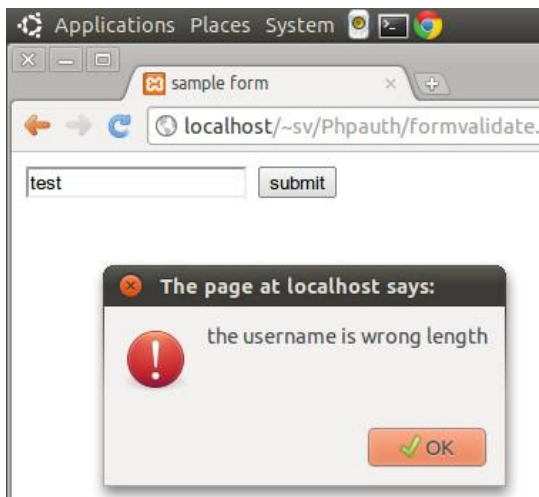 Applications Places System
sample form
localhost/~sv/Phpauth/formvalidate.
test submit
The page at localhost says:
the username is wrong length
OK